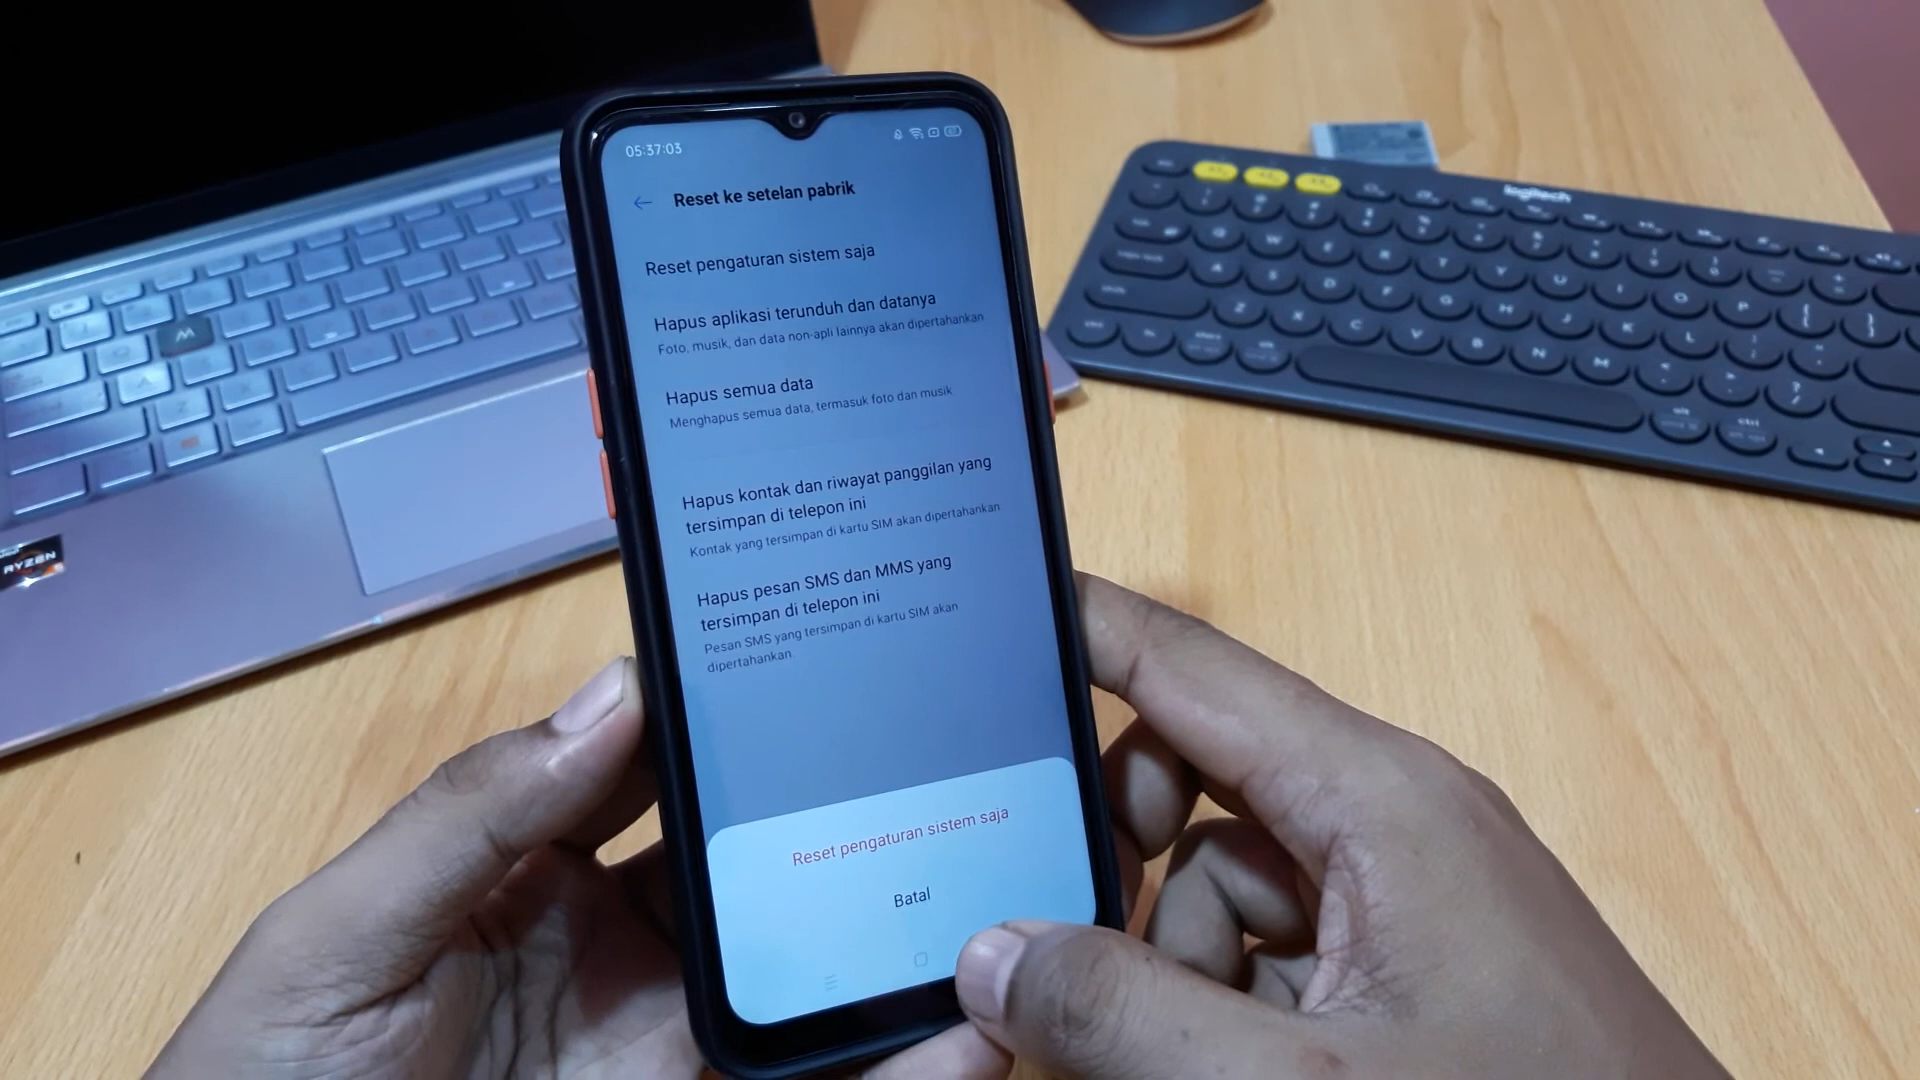 05:37:03
Reset ke setelan pabrik
Reset pengaturan sistem saja
Hapus aplikasi terunduh dan datanya
Foto, musik, dan data non-apli lainnya akan dipertahankan
Hapus semua data
Menghapus semua data, termasuk foto dan musik
Hapus kontak dan riwayat panggilan yang
tersimpan di telepon ini
Kontak yang tersimpan di kartu SIM akan dipertahankan
Hapus pesan SMS dan MMS yang
tersimpan di telepon ini
Pesan SMS yang tersimpan di kartu SIM akan
dipertahankan
Reset pengaturan sistem saja
Batal
RYZEN
logitech
Q W E R T Y U I O P
A S D F G H J K L
Z X C V B N M